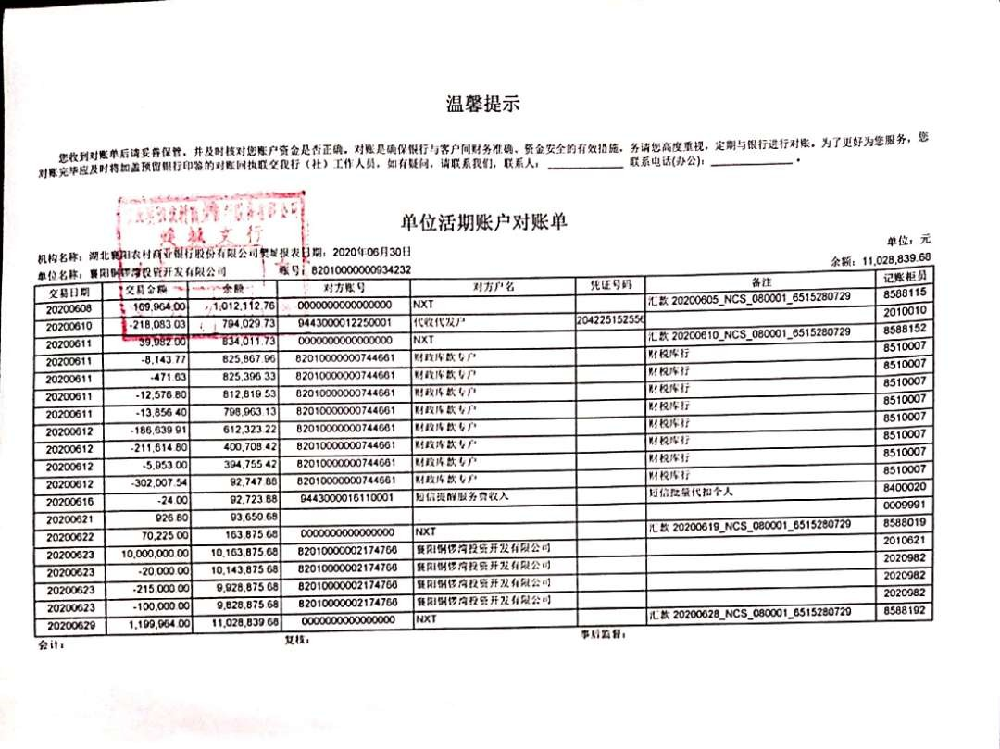 温馨提示
您收到对账单后请妥善保管，并及时核对您账户资金是否正确。对账是确保银行与客户间财务准确、资金安全的有效措施，务请您高度重视，定期与银行进行对账。为了更好为您服务，您
对账完毕应及时将加盖预留银行印鉴的对账回执联交我行（社）工作人员，如有疑问，请联系我们，联系人：____________ 联系电话(办公)：____________．
单位活期账户对账单
支行
单位：元
机构名称：湖北襄阳农村商业银行股份有限公司樊城 报表日期：2020年06月30日
余额：11,028,839.68
单位名称：襄阳铜锣湾投资开发有限公司 账号：82010000000934232
交易日期 交易金额 余额 对方账号 对方户名 凭证号码 备注 记账柜员
20200608 169,964.00 1,012,112.76 0000000000000000 NXT 汇款 20200605_NCS_080001_6515280729 8588115
20200610 -218,083.03 794,029.73 9443000012250001 代收代发户 204225152556 2010010
20200611 39,982.00 834,011.73 0000000000000000 NXT 汇款 20200610_NCS_080001_6515280729 8588152
20200611 -8,143.77 825,867.96 82010000000744661 财政库款专户 财税库行 8510007
20200611 -471.63 825,396.33 82010000000744661 财政库款专户 财税库行 8510007
20200611 -12,576.80 812,819.53 82010000000744661 财政库款专户 财税库行 8510007
20200611 -13,856.40 798,963.13 82010000000744661 财政库款专户 财税库行 8510007
20200612 -186,639.91 612,323.22 82010000000744661 财政库款专户 财税库行 8510007
20200612 -211,614.80 400,708.42 82010000000744661 财政库款专户 财税库行 8510007
20200612 -5,953.00 394,755.42 82010000000744661 财政库款专户 财税库行 8510007
20200612 -302,007.54 92,747.88 82010000000744661 财政库款专户 财税库行 8510007
20200616 -24.00 92,723.88 9443000016110001 短信提醒服务费收入 短信批量代扣个人 8400020
20200621 926.80 93,650.68 0009991
20200622 70,225.00 163,875.68 0000000000000000 NXT 汇款 20200619_NCS_080001_6515280729 8588019
20200623 10,000,000.00 10,163,875.68 82010000002174766 襄阳铜锣湾投资开发有限公司 2010621
20200623 -20,000.00 10,143,875.68 82010000002174766 襄阳铜锣湾投资开发有限公司 2020982
20200623 -215,000.00 9,928,875.68 82010000002174766 襄阳铜锣湾投资开发有限公司 2020982
20200623 -100,000.00 9,828,875.68 82010000002174766 襄阳铜锣湾投资开发有限公司 2020982
20200629 1,199,964.00 11,028,839.68 0000000000000000 NXT 汇款 20200628_NCS_080001_6515280729 8588192
会计： 复核： 事后监督：